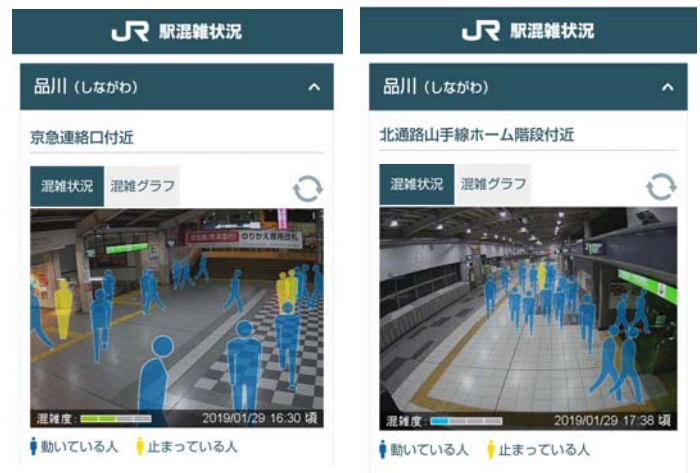 JR 駅混雑状況
品川 (しながわ)
京急連絡口付近
混雑状況 混雑グラフ
のりかえ専用改札
混雑度:
2019/01/29 16:30 頃
動いている人 止まっている人
JR 駅混雑状況
品川 (しながわ)
北通路山手線ホーム階段付近
混雑状況 混雑グラフ
混雑度:
2019/01/29 17:38 頃
動いている人 止まっている人